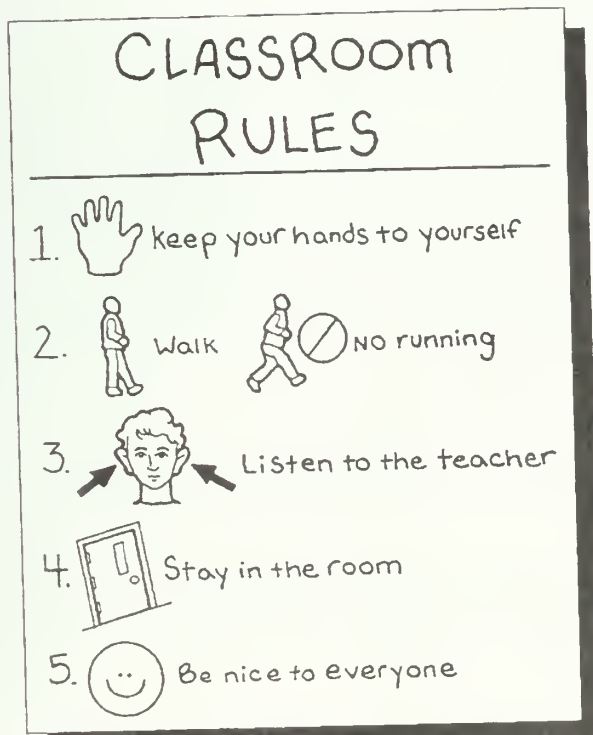 CLASSROOM
RULES
1. Keep your hands to yourself
2. Walk No running
3. Listen to the teacher
4. Stay in the room
5. Be nice to everyone